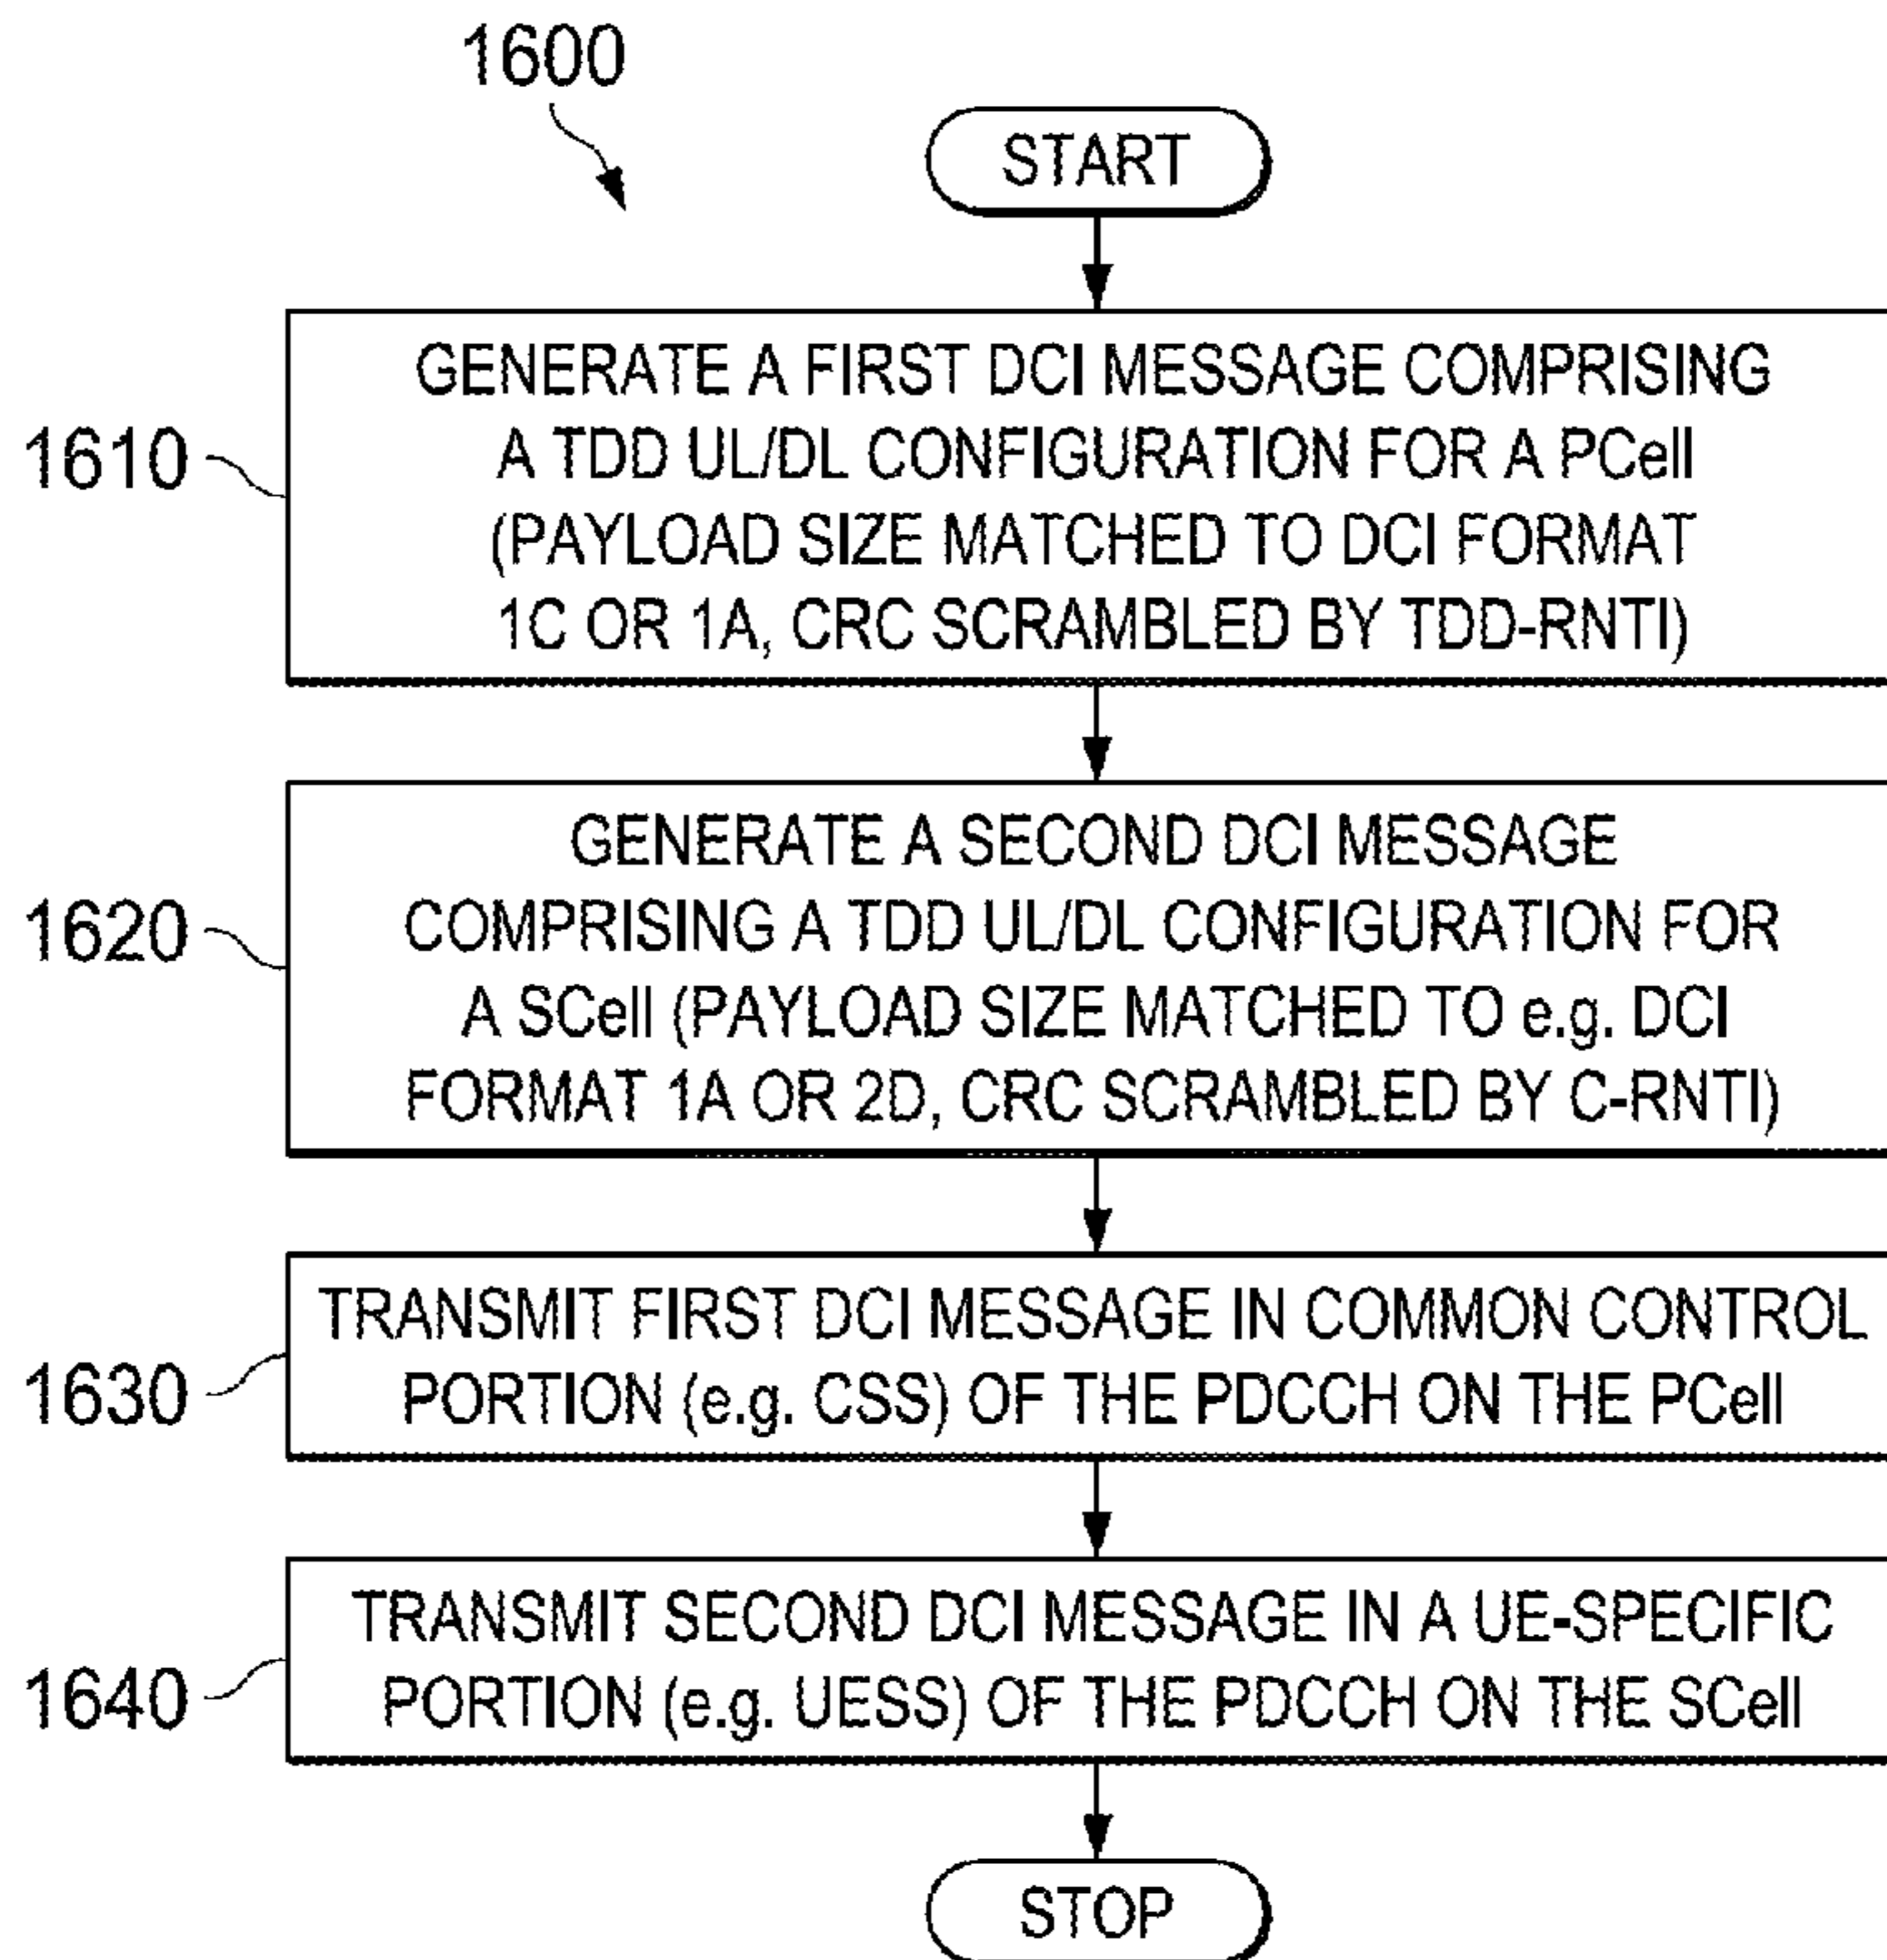 1600
START
1610
GENERATE A FIRST DCI MESSAGE COMPRISING
A TDD UL/DL CONFIGURATION FOR A PCell
(PAYLOAD SIZE MATCHED TO DCI FORMAT
1C OR 1A, CRC SCRAMBLED BY TDD-RNTI)
1620
GENERATE A SECOND DCI MESSAGE
COMPRISING A TDD UL/DL CONFIGURATION FOR
A SCell (PAYLOAD SIZE MATCHED TO e.g. DCI
FORMAT 1A OR 2D, CRC SCRAMBLED BY C-RNTI)
1630
TRANSMIT FIRST DCI MESSAGE IN COMMON CONTROL
PORTION (e.g. CSS) OF THE PDCCH ON THE PCell
1640
TRANSMIT SECOND DCI MESSAGE IN A UE-SPECIFIC
PORTION (e.g. UESS) OF THE PDCCH ON THE SCell
STOP